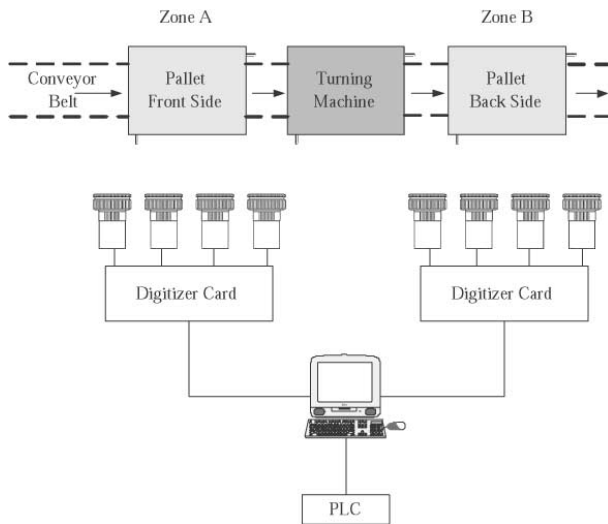 Zone A
Zone B
Conveyor
Belt
Pallet
Front Side
Turning
Machine
Pallet
Back Side
Digitizer Card
Digitizer Card
PLC